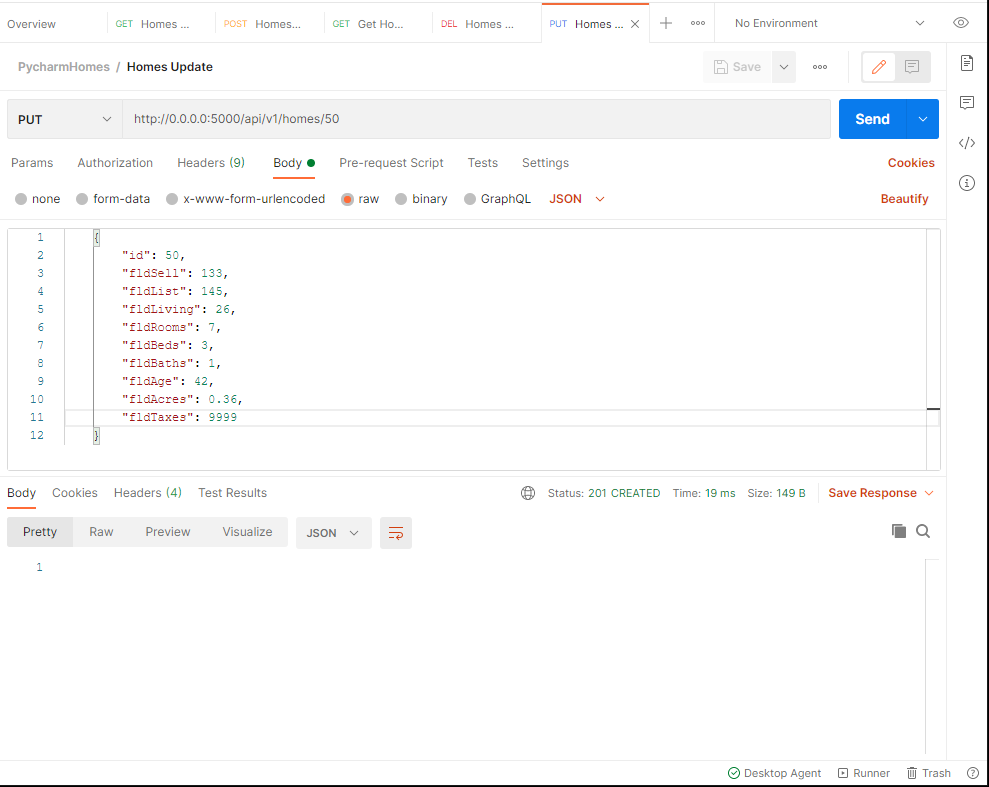 Overview GET Homes ... POST Homes... GET Get Ho... DEL Homes ... PUT Homes ... No Environment
PycharmHomes / Homes Update Save
PUT http://0.0.0.0:5000/api/v1/homes/50 Send
Params Authorization Headers (9) Body Pre-request Script Tests Settings Cookies
none form-data x-www-form-urlencoded raw binary GraphQL JSON Beautify
1 {
2 "id": 50,
3 "fldSell": 133,
4 "fldList": 145,
5 "fldLiving": 26,
6 "fldRooms": 7,
7 "fldBeds": 3,
8 "fldBaths": 1,
9 "fldAge": 42,
10 "fldAcres": 0.36,
11 "fldTaxes": 9999
12 }
Body Cookies Headers (4) Test Results Status: 201 CREATED Time: 19 ms Size: 149 B Save Response
Pretty Raw Preview Visualize JSON
1
Desktop Agent Runner Trash